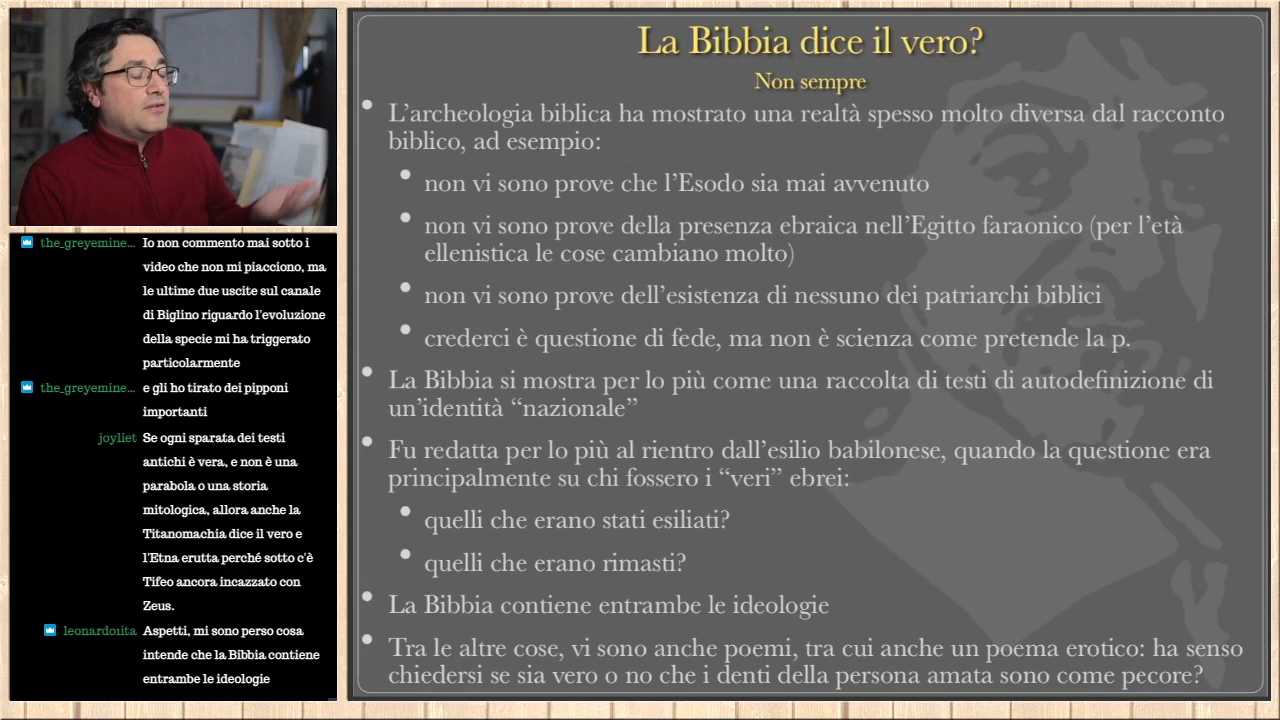 La Bibbia dice il vero?
Non sempre
L’archeologia biblica ha mostrato una realtà spesso molto diversa dal racconto
biblico, ad esempio:
non vi sono prove che l’Esodo sia mai avvenuto
non vi sono prove della presenza ebraica nell’Egitto faraonico (per l’età
ellenistica le cose cambiano molto)
non vi sono prove dell’esistenza di nessuno dei patriarchi biblici
crederci è questione di fede, ma non è scienza come pretende la p.
La Bibbia si mostra per lo più come una raccolta di testi di autodefinizione di
un’identità “nazionale”
Fu redatta per lo più al rientro dall’esilio babilonese, quando la questione era
principalmente su chi fossero i “veri” ebrei:
quelli che erano stati esiliati?
quelli che erano rimasti?
La Bibbia contiene entrambe le ideologie
Tra le altre cose, vi sono anche poemi, tra cui anche un poema erotico: ha senso
chiedersi se sia vero o no che i denti della persona amata sono come pecore?
the_greyemine... Io non commento mai sotto i
video che non mi piacciono, ma
le ultime due uscite sul canale
di Biglino riguardo l'evoluzione
della specie mi ha triggerato
particolarmente
the_greyemine... e gli ho tirato dei pipponi
importanti
joyliet Se ogni sparata dei testi
antichi è vera, e non è una
parabola o una storia
mitologica, allora anche la
Titanomachia dice il vero e
l'Etna erutta perché sotto c'è
Tifeo ancora incazzato con
Zeus.
leonardo1ita Aspetti, mi sono perso cosa
intende che la Bibbia contiene
entrambe le ideologie